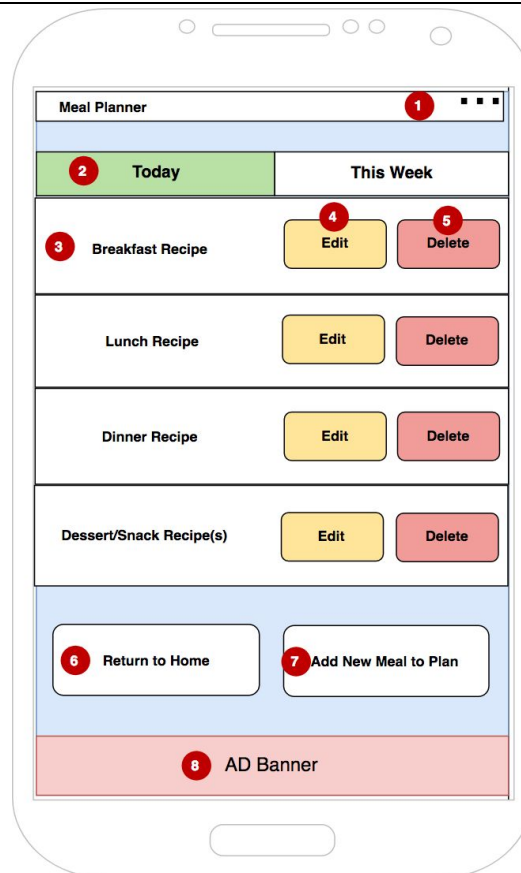 Meal Planner 1 ...
2 Today This Week
4 5
3 Breakfast Recipe Edit Delete
Lunch Recipe Edit Delete
Dinner Recipe Edit Delete
Dessert/Snack Recipe(s) Edit Delete
6 Return to Home 7 Add New Meal to Plan
8 AD Banner